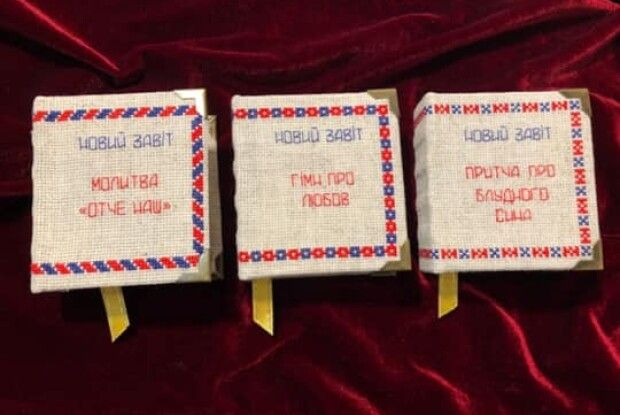 НОВИЙ ЗАВІТ
МОЛИТВА
«ОТЧЕ НАШ»
НОВИЙ ЗАВІТ
ГІМН ПРО
ЛЮБОВ
НОВИЙ ЗАВІТ
ПРИТЧА ПРО
БЛУДНОГО
СИНА